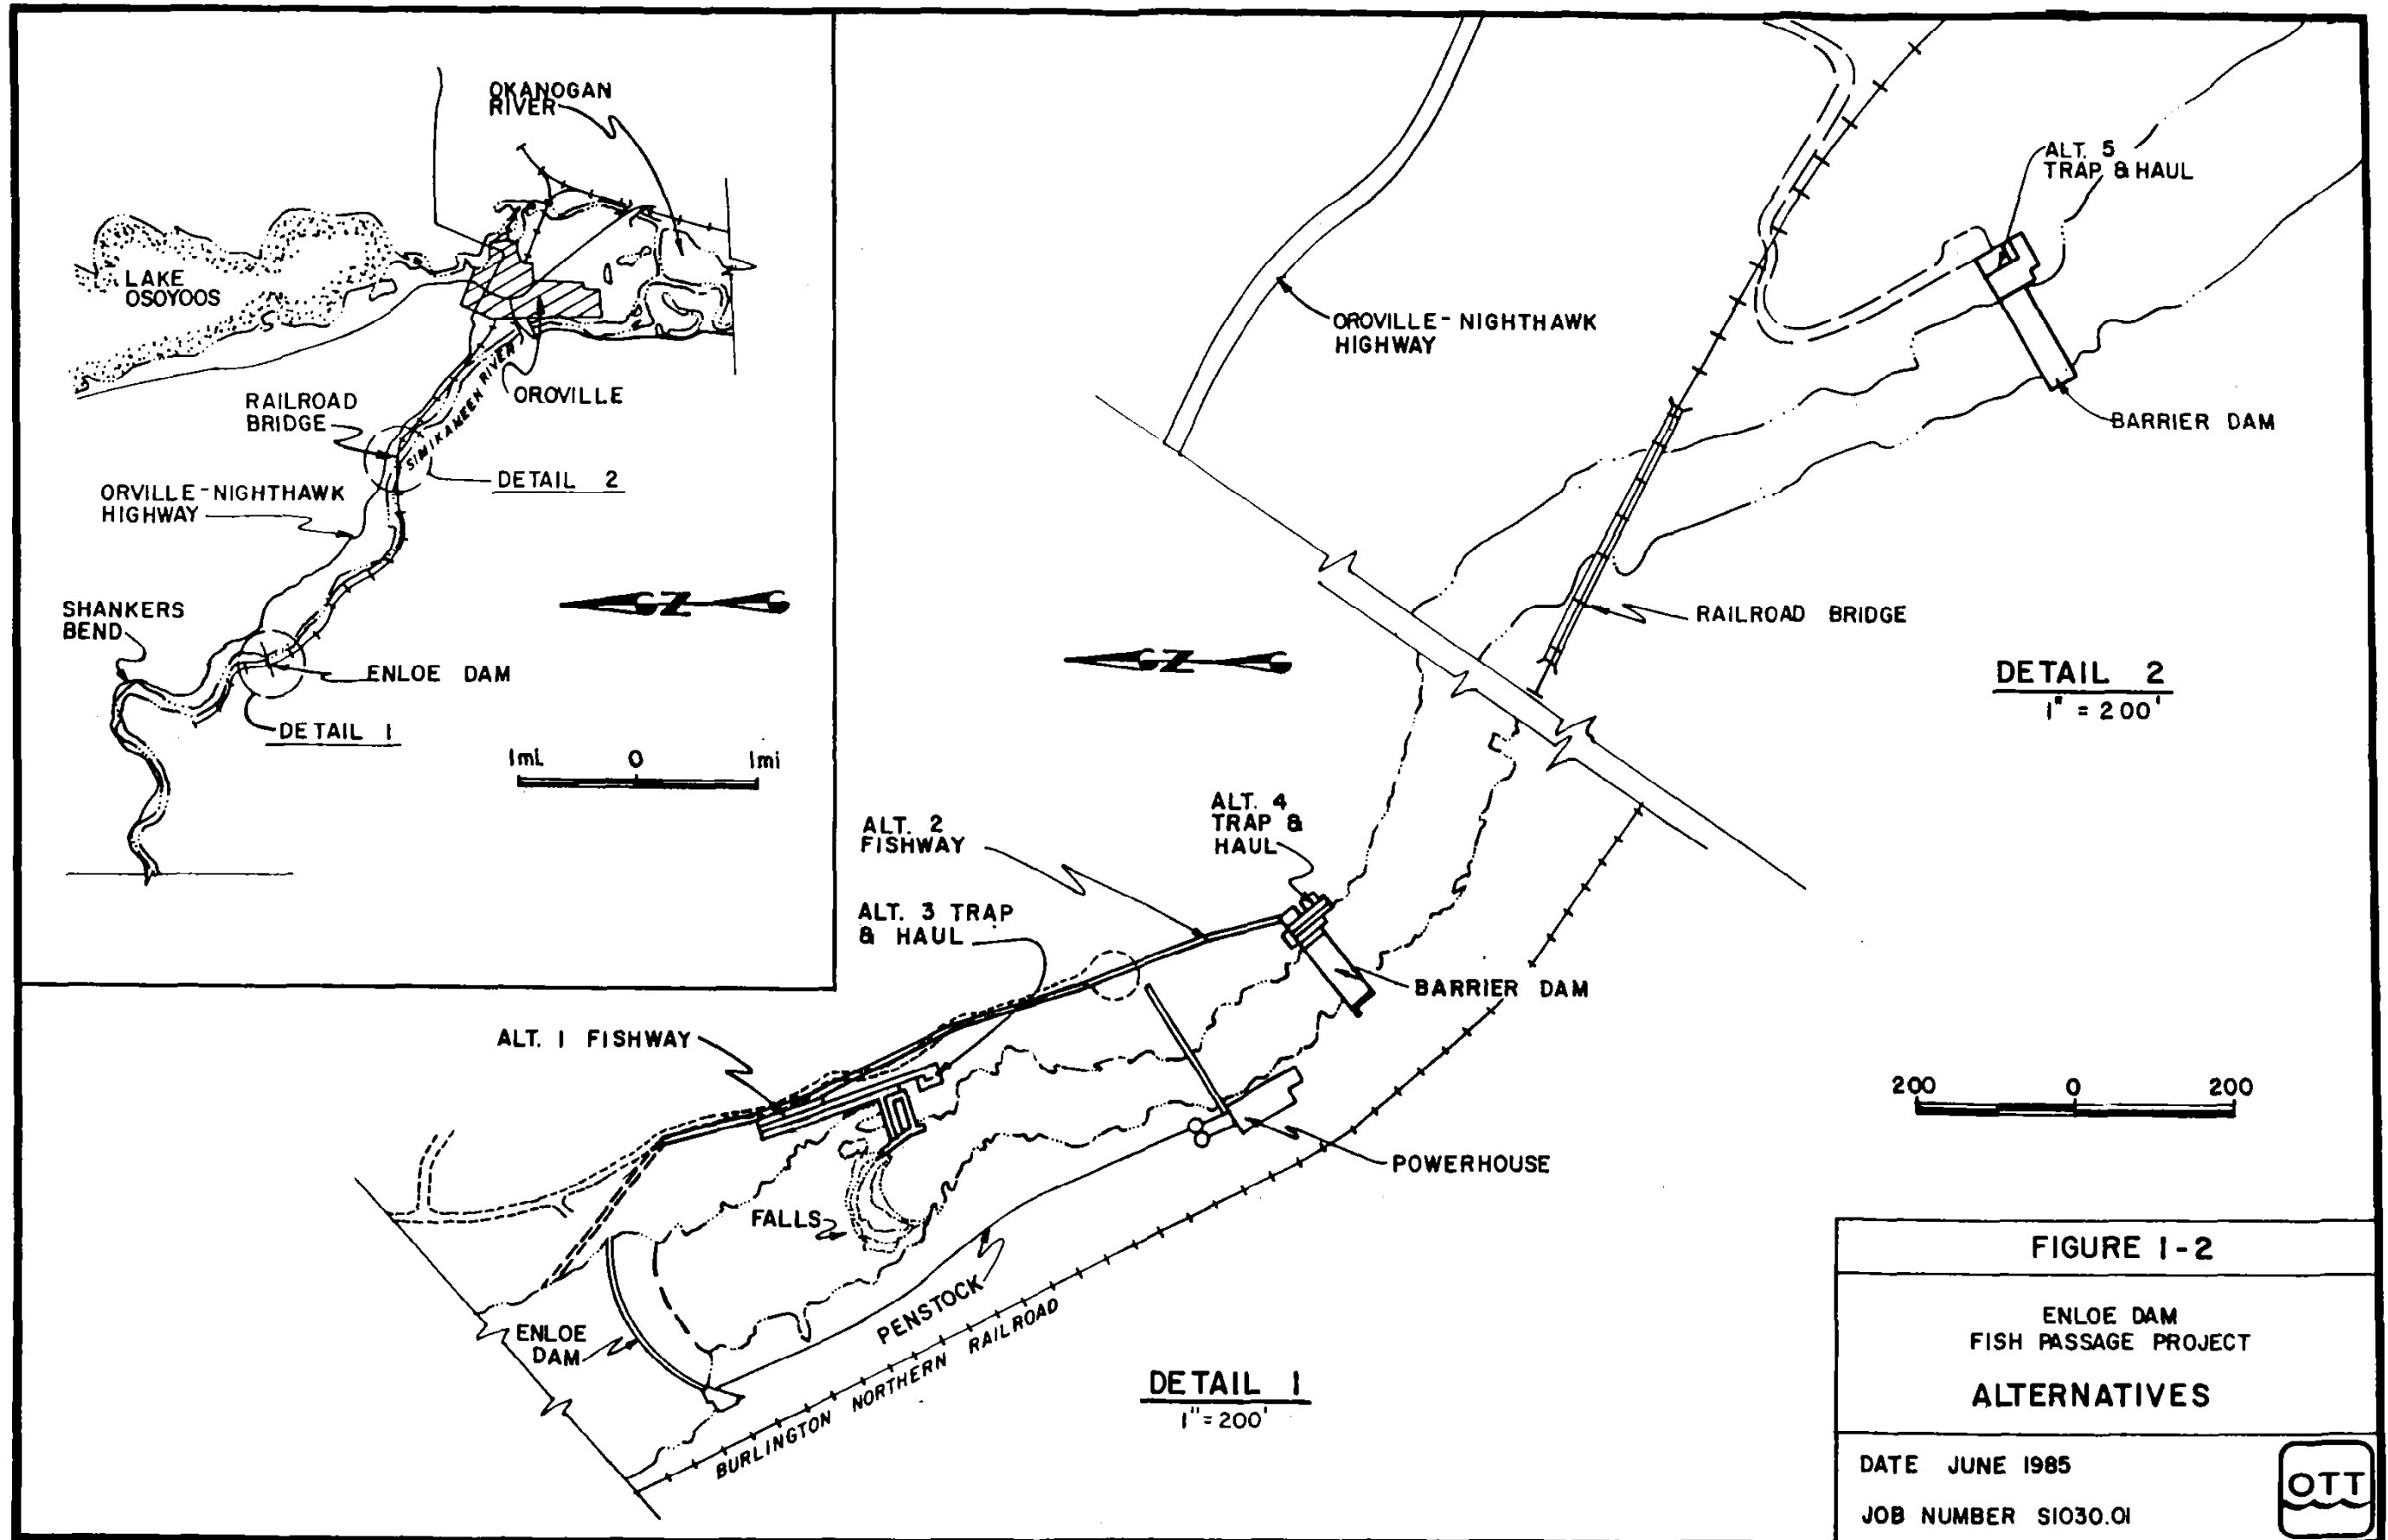 OKANOGAN
RIVER
LAKE
OSOYOOS
RAILROAD
BRIDGE
SIMIKAMEEN RIVER
OROVILLE
DETAIL 2
ORVILLE-NIGHTHAWK
HIGHWAY
SHANKERS
BEND
ENLOE DAM
DETAIL 1
N
1mi. 0 1mi
OROVILLE-NIGHTHAWK
HIGHWAY
ALT. 5
TRAP & HAUL
BARRIER DAM
RAILROAD BRIDGE
N
DETAIL 2
1" = 200'
ALT. 2
FISHWAY
ALT. 4
TRAP &
HAUL
ALT. 3 TRAP
& HAUL
BARRIER DAM
ALT. 1 FISHWAY
200 0 200
POWERHOUSE
FALLS
PENSTOCK
ENLOE
DAM
BURLINGTON NORTHERN RAILROAD
DETAIL 1
1" = 200'
FIGURE 1-2
ENLOE DAM
FISH PASSAGE PROJECT
ALTERNATIVES
DATE JUNE 1985
JOB NUMBER S1030.01
OTT